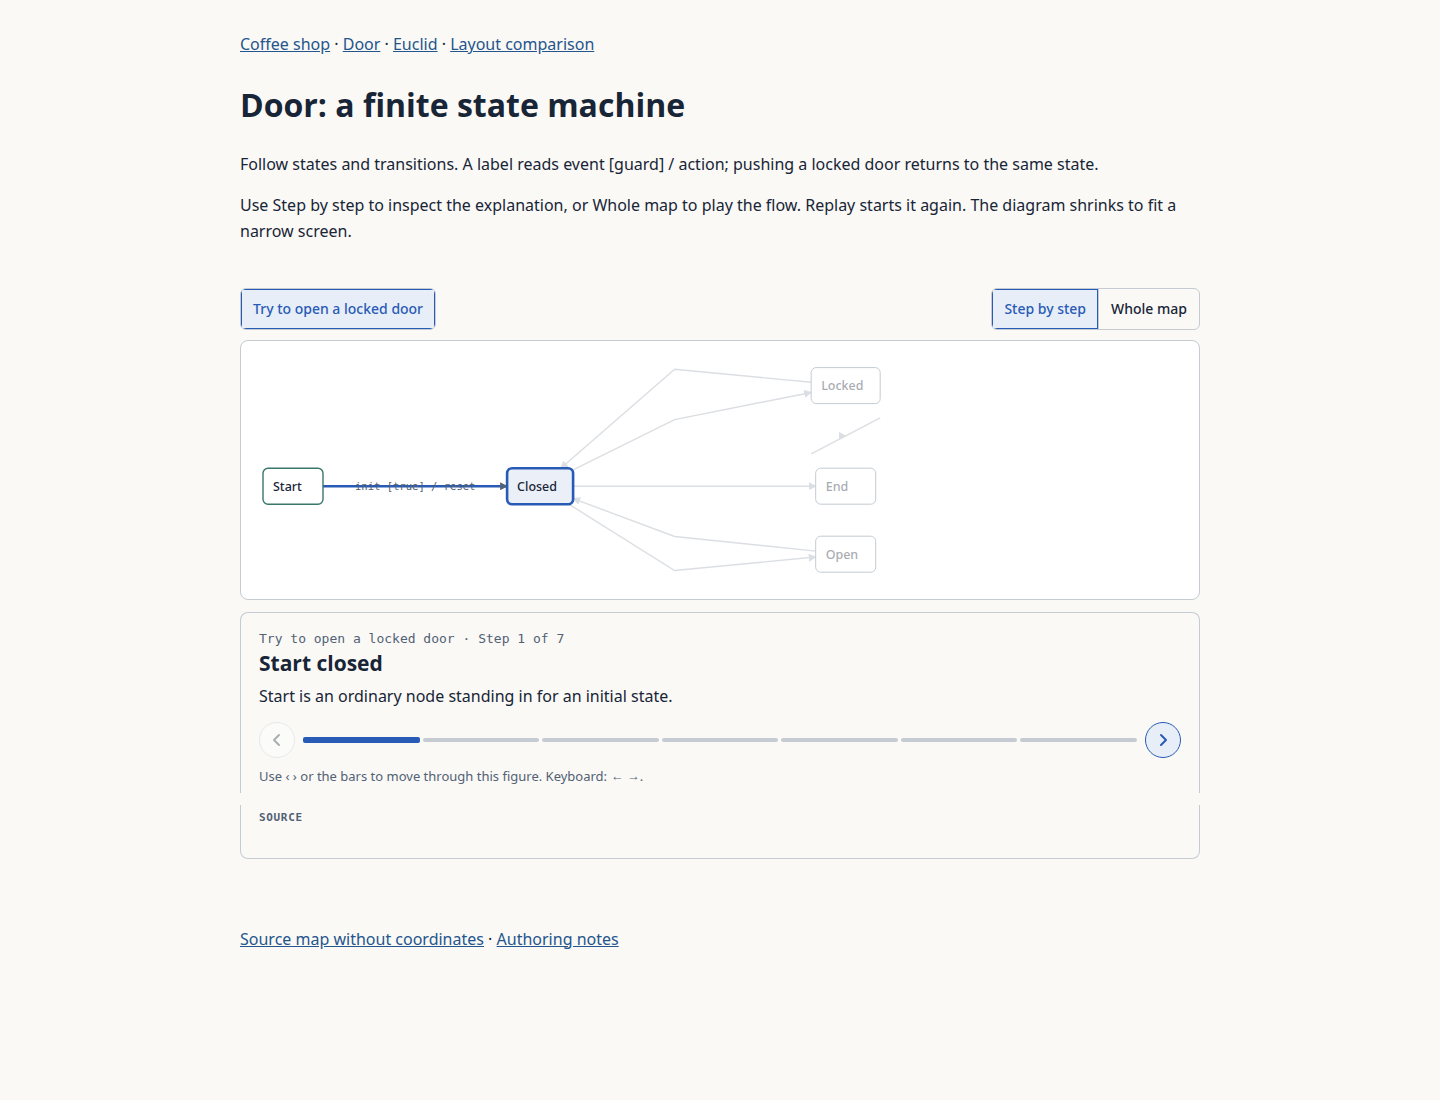 Coffee shop · Door · Euclid · Layout comparison
Door: a finite state machine
Follow states and transitions. A label reads event [guard] / action; pushing a locked door returns to the same state.
Use Step by step to inspect the explanation, or Whole map to play the flow. Replay starts it again. The diagram shrinks to fit a
narrow screen.
Try to open a locked door
Step by step
Whole map
Locked
Start
init [true] / reset
Closed
End
Open
Try to open a locked door · Step 1 of 7
Start closed
Start is an ordinary node standing in for an initial state.
Use ‹ › or the bars to move through this figure. Keyboard: ← →.
SOURCE
Source map without coordinates · Authoring notes